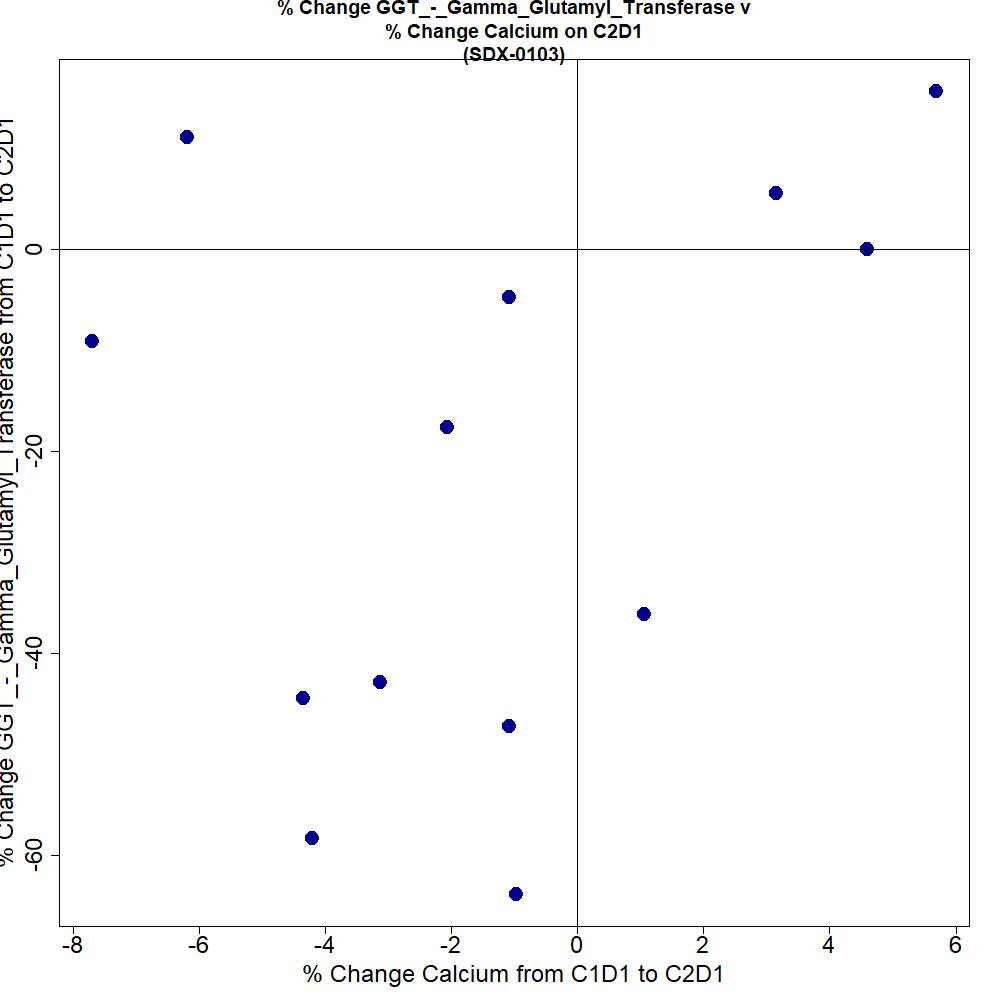 % Change GGT_-_Gamma_Glutamyl_Transferase v
% Change Calcium on C2D1
(SDX-0103)
% Change GGT_-_Gamma_Glutamyl_Transferase from C1D1 to C2D1
0
-20
-40
-60
-8 -6 -4 -2 0 2 4 6
% Change Calcium from C1D1 to C2D1